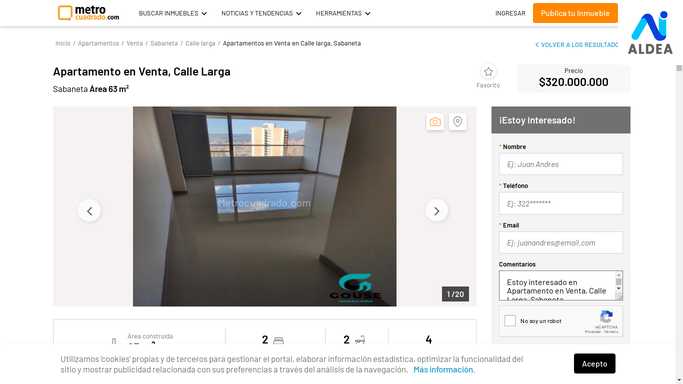 metro
cuadrado.com
BUSCAR INMUEBLES
NOTICIAS Y TENDENCIAS
HERRAMIENTAS
INGRESAR
Publica tu Inmueble
AI
ALDEA
Inicio / Apartamentos / Venta / Sabaneta / Calle larga / Apartamentos en Venta en Calle larga, Sabaneta
VOLVER A LOS RESULTADO
Apartamento en Venta, Calle Larga
Sabaneta Área 63 m²
Favorito
Precio
$320.000.000
Metrocuadrado.com
GOUSE
1 / 20
¡Estoy Interesado!
* Nombre
Ej: Juan Andres
* Teléfono
Ej: 322*******
* Email
Ej: juanandres@email.com
Comentarios
Estoy interesado en
Apartamento en Venta, Calle
Larga, Sabaneta
No soy un robot
reCAPTCHA
Privacidad - Términos
Área construida
2
2
4
Utilizamos 'cookies' propias y de terceros para gestionar el portal, elaborar información estadística, optimizar la funcionalidad del
sitio y mostrar publicidad relacionada con sus preferencias a través del análisis de la navegación. Más información.
Acepto